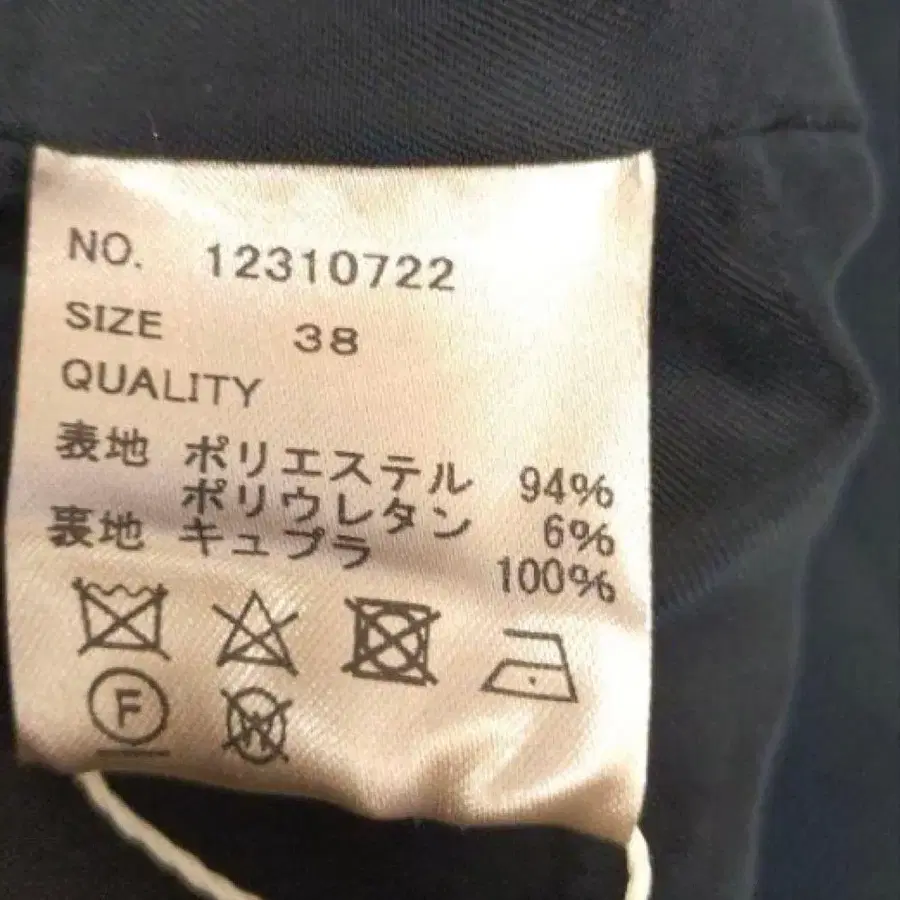 NO. 12310722
SIZE 38
QUALITY
表地 ポリエステル 94%
ポリウレタン 6%
裏地 キュプラ 100%
F
W